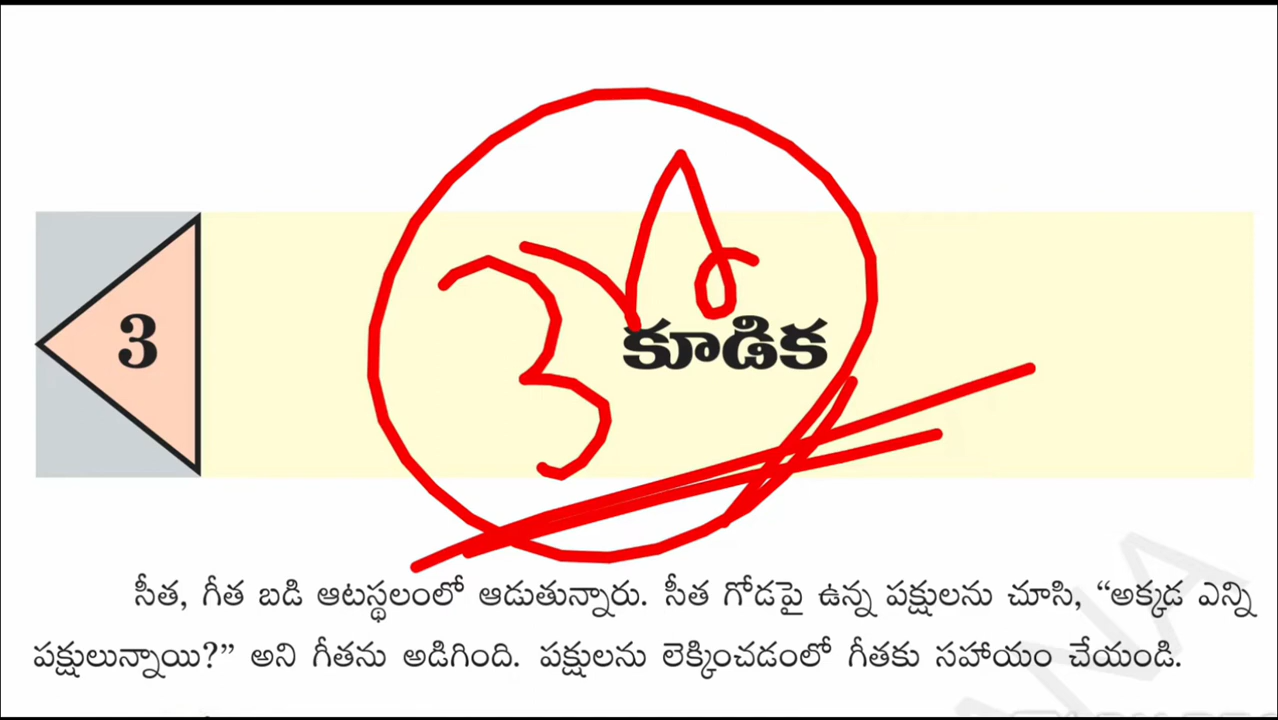 3
3వ
కూడిక
సీత, గీత బడి ఆటస్థలంలో ఆడుతున్నారు. సీత గోడపై ఉన్న పక్షులను చూసి, “అక్కడ ఎన్ని
పక్షులున్నాయి?” అని గీతను అడిగింది. పక్షులను లెక్కించడంలో గీతకు సహాయం చేయండి.